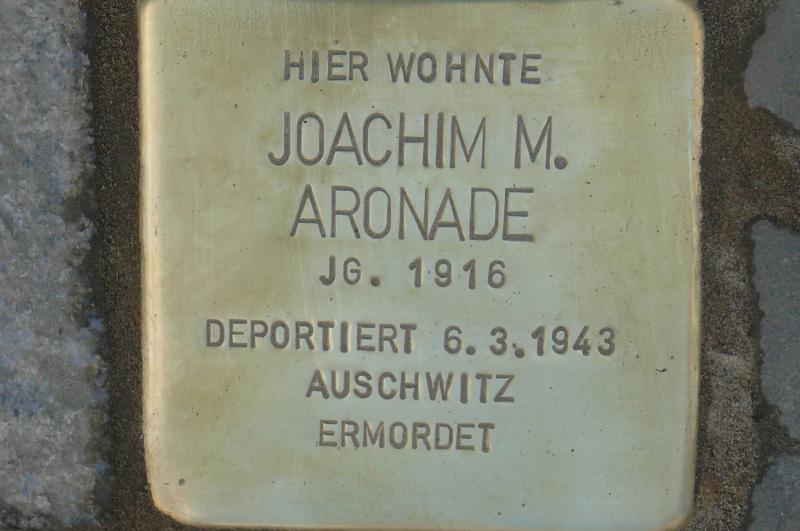 HIER WOHNTE
JOACHIM M.
ARONADE
JG. 1916
DEPORTIERT 6.3.1943
AUSCHWITZ
ERMORDET